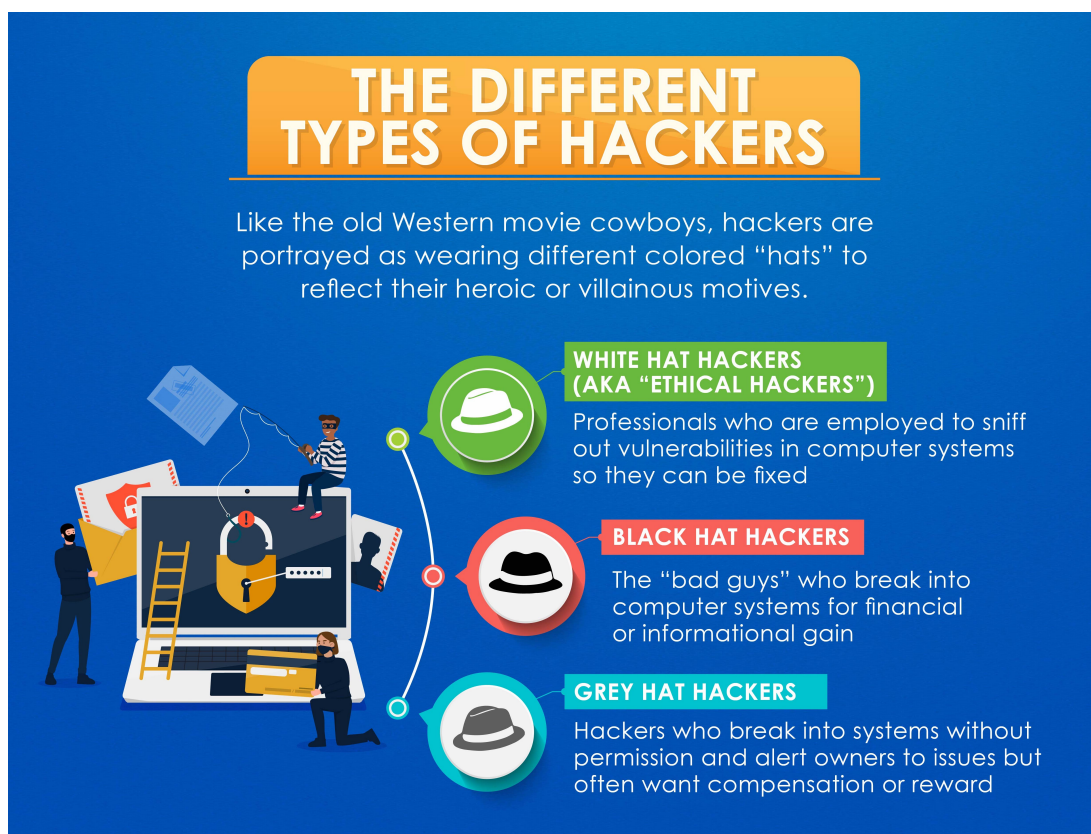 THE DIFFERENT
TYPES OF HACKERS
Like the old Western movie cowboys, hackers are
portrayed as wearing different colored “hats” to
reflect their heroic or villainous motives.
WHITE HAT HACKERS
(AKA “ETHICAL HACKERS”)
Professionals who are employed to sniff
out vulnerabilities in computer systems
so they can be fixed
BLACK HAT HACKERS
The “bad guys” who break into
computer systems for financial
or informational gain
GREY HAT HACKERS
Hackers who break into systems without
permission and alert owners to issues but
often want compensation or reward